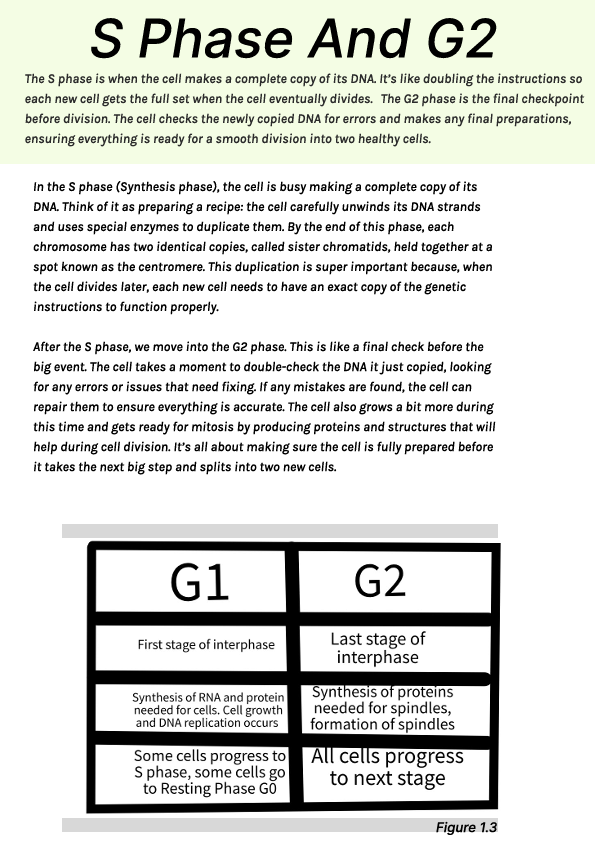 S Phase And G2
The S phase is when the cell makes a complete copy of its DNA. It's like doubling the instructions so
each new cell gets the full set when the cell eventually divides. The G2 phase is the final checkpoint
before division. The cell checks the newly copied DNA for errors and makes any final preparations,
ensuring everything is ready for a smooth division into two healthy cells.
In the S phase (Synthesis phase), the cell is busy making a complete copy of its
DNA. Think of it as preparing a recipe: the cell carefully unwinds its DNA strands
and uses special enzymes to duplicate them. By the end of this phase, each
chromosome has two identical copies, called sister chromatids, held together at a
spot known as the centromere. This duplication is super important because, when
the cell divides later, each new cell needs to have an exact copy of the genetic
instructions to function properly.
After the S phase, we move into the G2 phase. This is like a final check before the
big event. The cell takes a moment to double-check the DNA it just copied, looking
for any errors or issues that need fixing. If any mistakes are found, the cell can
repair them to ensure everything is accurate. The cell also grows a bit more during
this time and gets ready for mitosis by producing proteins and structures that will
help during cell division. It's all about making sure the cell is fully prepared before
it takes the next big step and splits into two new cells.
G1
G2
First stage of interphase
Last stage of
interphase
Synthesis of RNA and protein
needed for cells. Cell growth
and DNA replication occurs
Synthesis of proteins
needed for spindles,
formation of spindles
Some cells progress to
S phase, some cells go
to Resting Phase G0
All cells progress
to next stage
Figure 1.3